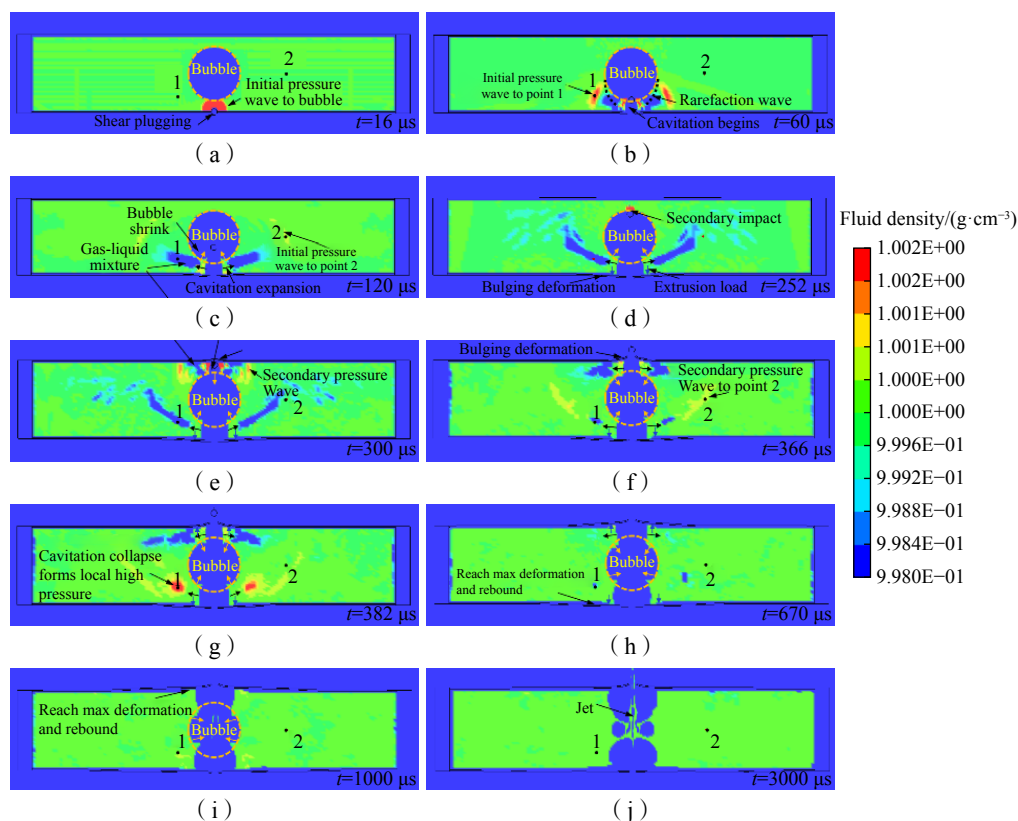 Bubble
1
2
Initial pressure
wave to bubble
Shear plugging
t=16 μs
(a)
Bubble
1
2
Initial pressure
wave to point 1
Rarefaction wave
Cavitation begins
t=60 μs
(b)
Bubble
shrink
Gas-liquid
mixture
1
Bubble
2
Initial pressure
wave to point 2
Cavitation expansion
t=120 μs
(c)
Bubble
Secondary impact
Bulging deformation
Extrusion load
t=252 μs
(d)
Secondary pressure
Wave
Bubble
1
2
t=300 μs
(e)
Bulging deformation
Secondary pressure
Wave to point 2
Bubble
1
2
t=366 μs
(f)
Cavitation collapse
forms local high
pressure
1
Bubble
2
t=382 μs
(g)
Reach max deformation
and rebound
1
Bubble
2
t=670 μs
(h)
Reach max deformation
and rebound
1
Bubble
2
t=1000 μs
(i)
Jet
1
2
t=3000 μs
(j)
Fluid density/(g·cm⁻³)
1.002E+00
1.002E+00
1.001E+00
1.001E+00
1.000E+00
1.000E+00
9.996E−01
9.992E−01
9.988E−01
9.984E−01
9.980E−01